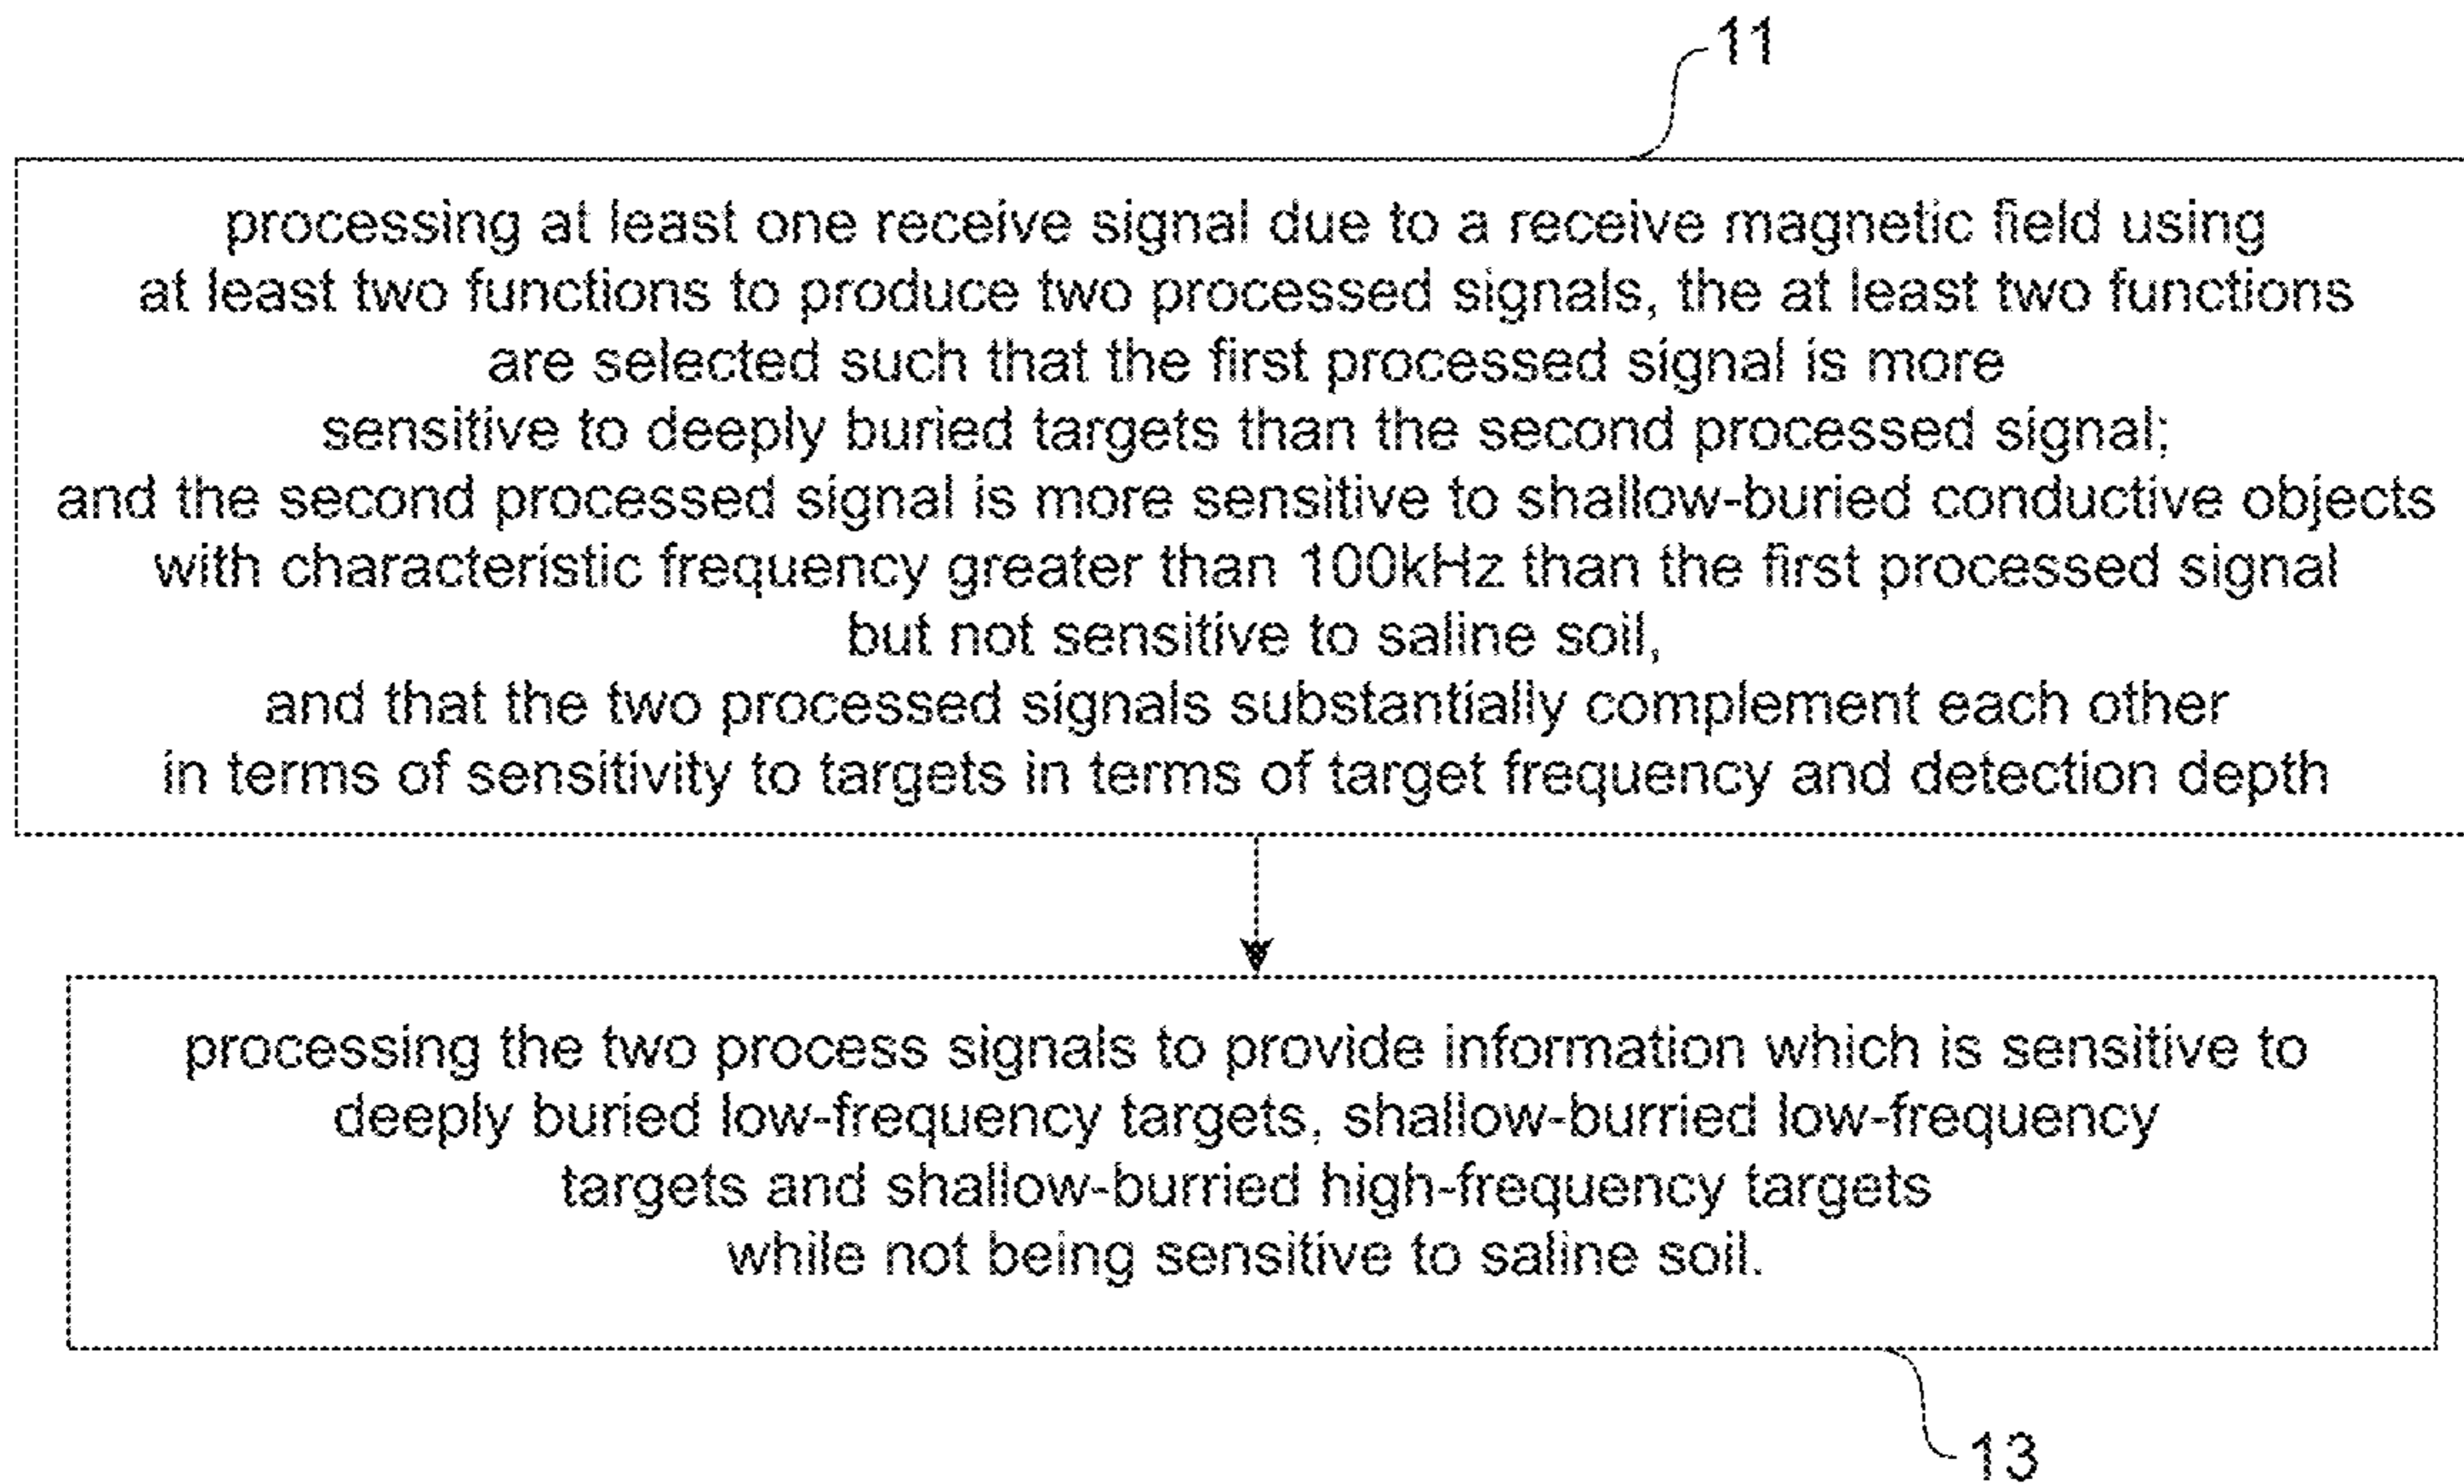 11
processing at least one receive signal due to a receive magnetic field using
at least two functions to produce two processed signals, the at least two functions
are selected such that the first processed signal is more
sensitive to deeply buried targets than the second processed signal;
and the second processed signal is more sensitive to shallow-buried conductive objects
with characteristic frequency greater than 100kHz than the first processed signal
but not sensitive to saline soil,
and that the two processed signals substantially complement each other
in terms of sensitivity to targets in terms of target frequency and detection depth
processing the two process signals to provide information which is sensitive to
deeply buried low-frequency targets, shallow-burried low-frequency
targets and shallow-burried high-frequency targets
while not being sensitive to saline soil.
13